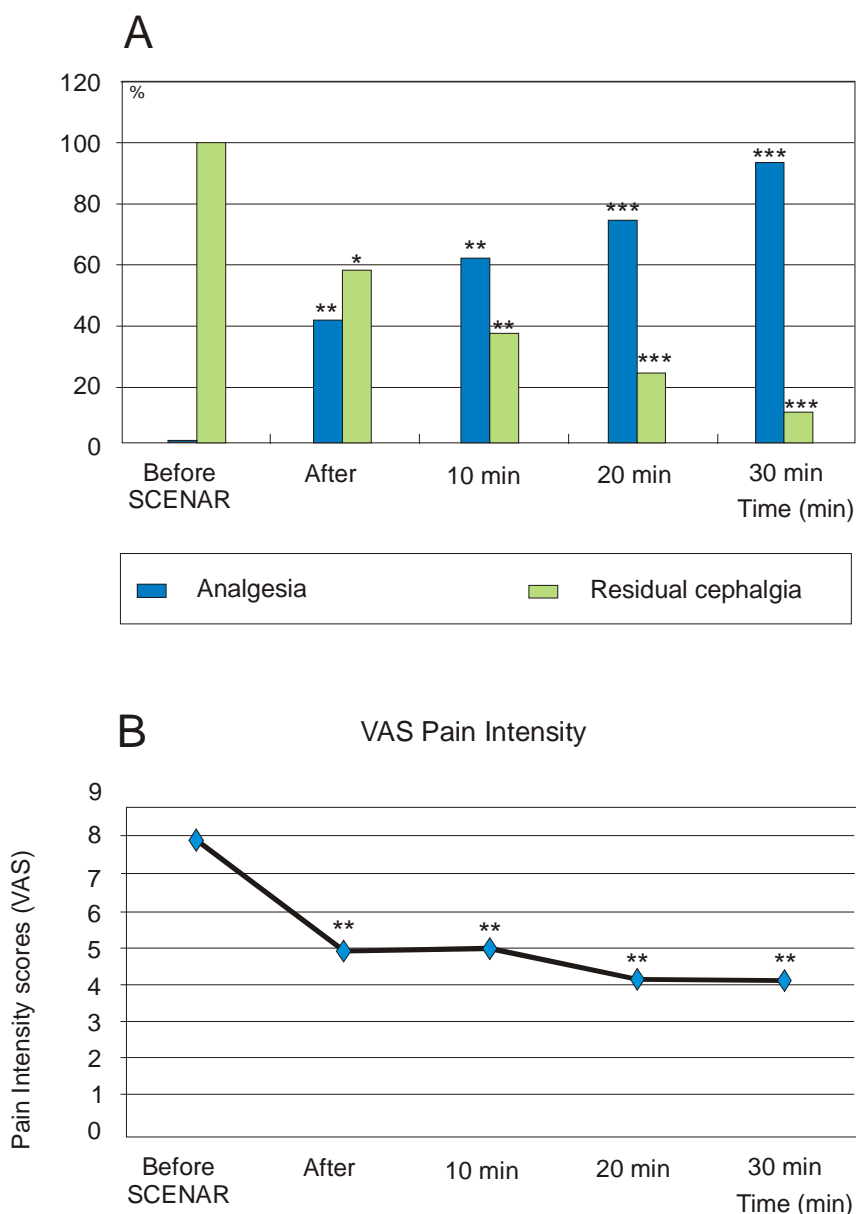 A
120
%
100
80
60
40
20
0
**
*
**
**
***
***
***
***
Before
SCENAR
After
10 min
20 min
30 min
Time (min)
Analgesia
Residual cephalgia
B
VAS Pain Intensity
Pain Intensity scores (VAS)
9
8
7
6
5
4
3
2
1
0
**
**
**
**
Before
SCENAR
After
10 min
20 min
30 min
Time (min)